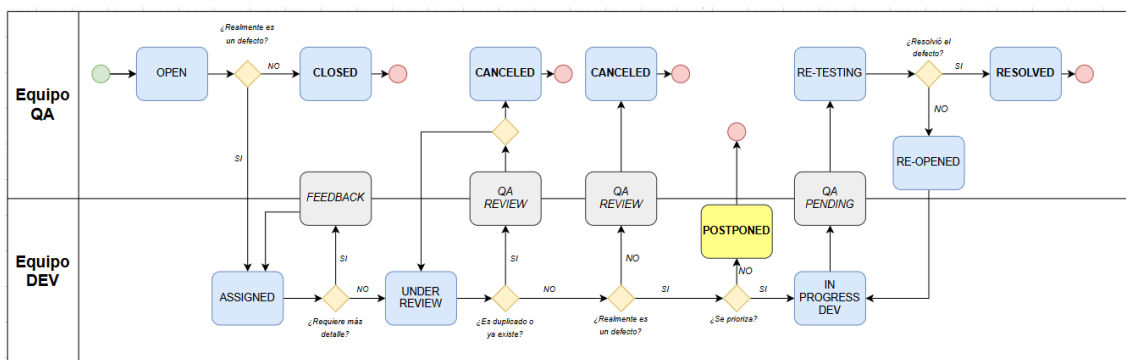 Equipo
QA
¿Realmente es
un defecto?
OPEN
NO
CLOSED
SI
CANCELED
CANCELED
RE-TESTING
¿Resolvió el
defecto?
SI
RESOLVED
NO
RE-OPENED
FEEDBACK
QA
REVIEW
QA
REVIEW
QA
PENDING
POSTPONED
Equipo
DEV
ASSIGNED
SI
¿Requiere más
detalle?
NO
UNDER
REVIEW
SI
¿Es duplicado o
ya existe?
NO
NO
¿Realmente es
un defecto?
SI
NO
¿Se prioriza?
SI
IN
PROGRESS
DEV